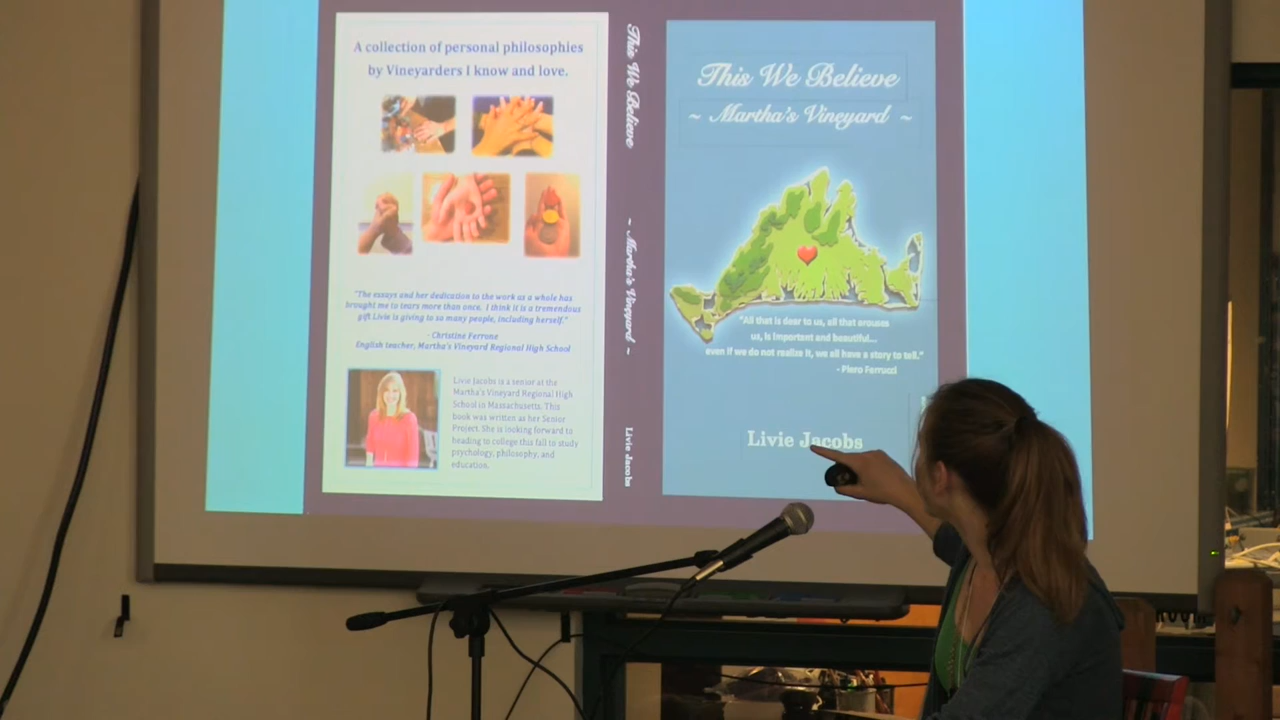 A collection of personal philosophies
by Vineyarders I know and love.
"The essays and her dedication to the work as a whole has
brought me to tears more than once. I think it is a tremendous
gift Livie is giving to so many people, including herself."
- Christine Ferrone
English teacher, Martha's Vineyard Regional High School
Livie Jacobs is a senior at the
Martha's Vineyard Regional High
School in Massachusetts. This
book was written as her Senior
Project. She is looking forward to
heading to college this fall to study
psychology, philosophy, and
education.
This We Believe
~ Martha's Vineyard ~
Livie Jacobs
This We Believe
~ Martha's Vineyard ~
"All that is dear to us, all that arouses
us, is important and beautiful...
even if we do not realize it, we all have a story to tell."
- Piero Ferrucci
Livie Jacobs